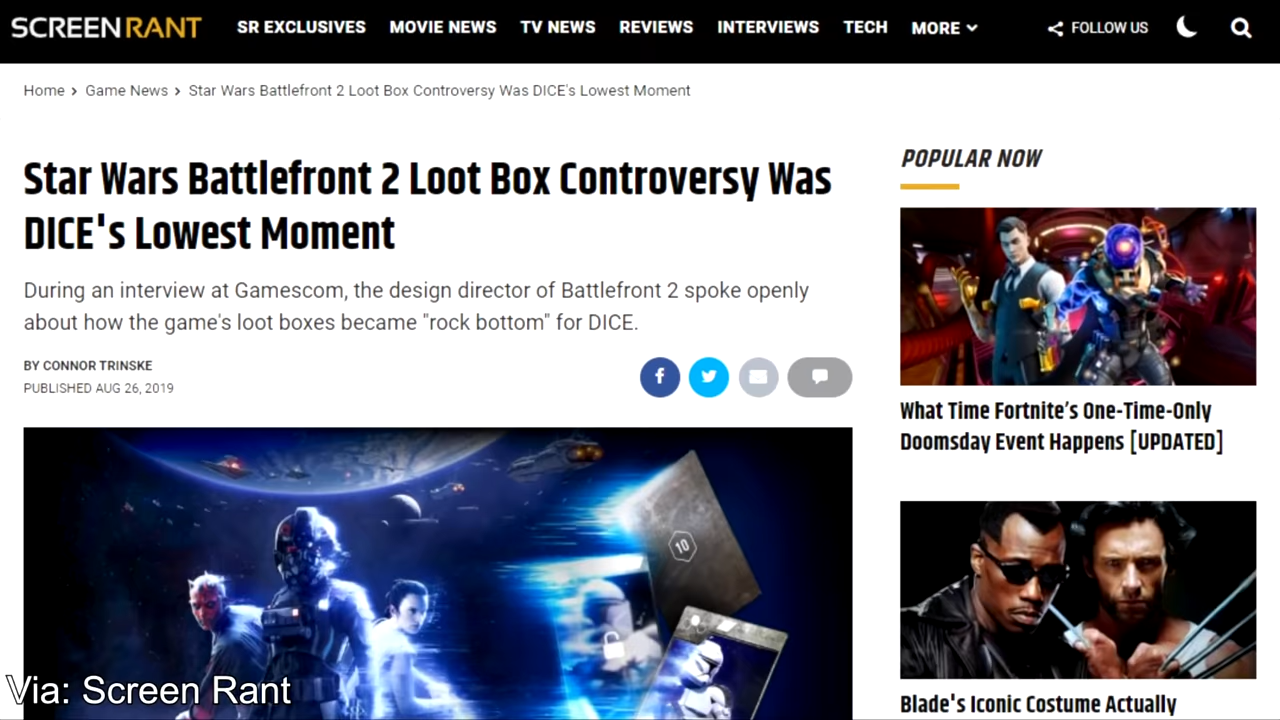 SCREENRANT SR EXCLUSIVES MOVIE NEWS TV NEWS REVIEWS INTERVIEWS TECH MORE FOLLOW US
Home > Game News > Star Wars Battlefront 2 Loot Box Controversy Was DICE's Lowest Moment
Star Wars Battlefront 2 Loot Box Controversy Was
DICE's Lowest Moment
During an interview at Gamescom, the design director of Battlefront 2 spoke openly
about how the game's loot boxes became "rock bottom" for DICE.
BY CONNOR TRINSKE
PUBLISHED AUG 26, 2019
10
Via: Screen Rant
POPULAR NOW
What Time Fortnite’s One-Time-Only
Doomsday Event Happens [UPDATED]
Blade's Iconic Costume Actually